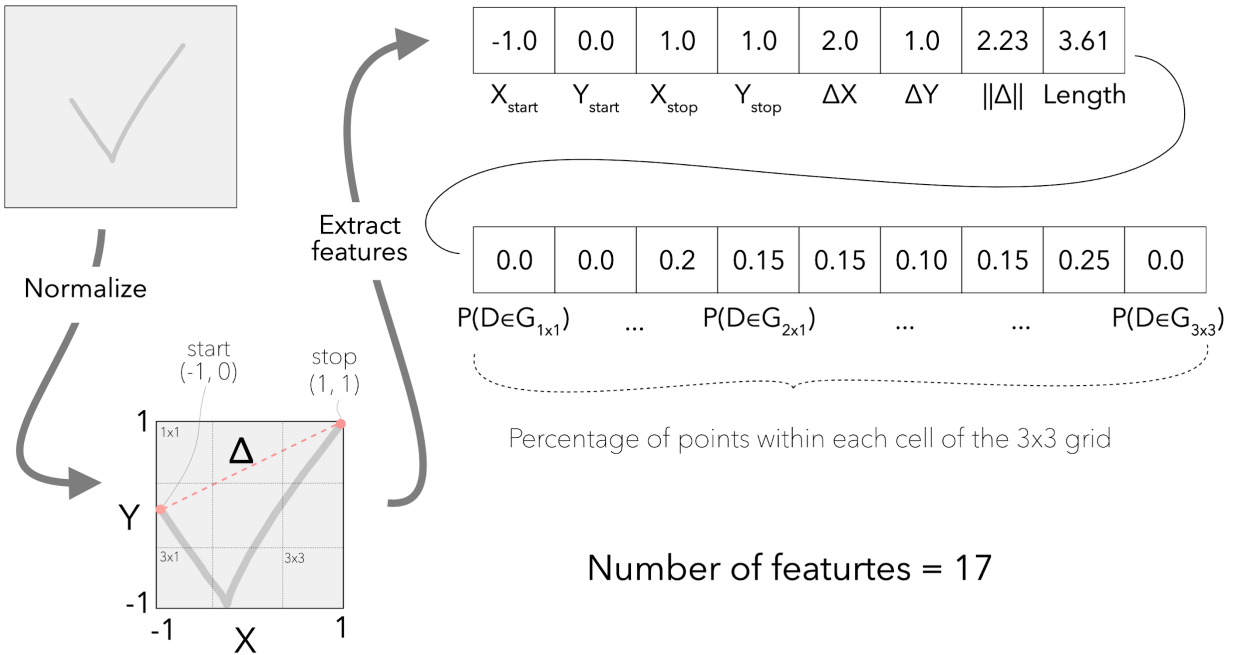 -1.0 0.0 1.0 1.0 2.0 1.0 2.23 3.61
Xstart Ystart Xstop Ystop ΔX ΔY ||Δ|| Length
Extract
features
Normalize
0.0 0.0 0.2 0.15 0.15 0.10 0.15 0.25 0.0
P(D∈G1x1) ... P(D∈G2x1) ... ... P(D∈G3x3)
Percentage of points within each cell of the 3x3 grid
start
(-1, 0)
stop
(1, 1)
1
1x1
Δ
Y
3x1
3x3
-1
-1
X
1
Number of featurtes = 17